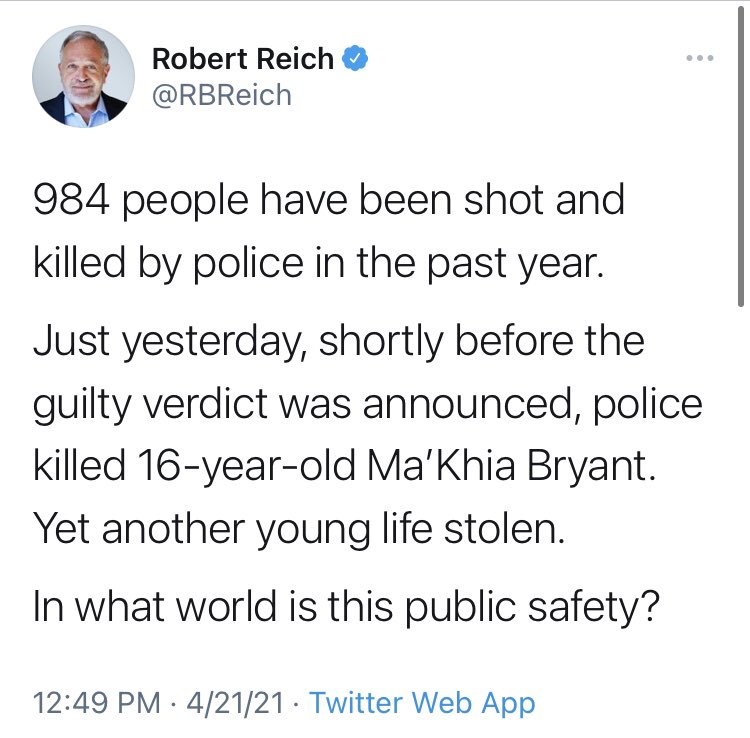 Robert Reich
@RBReich
984 people have been shot and
killed by police in the past year.
Just yesterday, shortly before the
guilty verdict was announced, police
killed 16-year-old Ma’Khia Bryant.
Yet another young life stolen.
In what world is this public safety?
12:49 PM · 4/21/21 · Twitter Web App